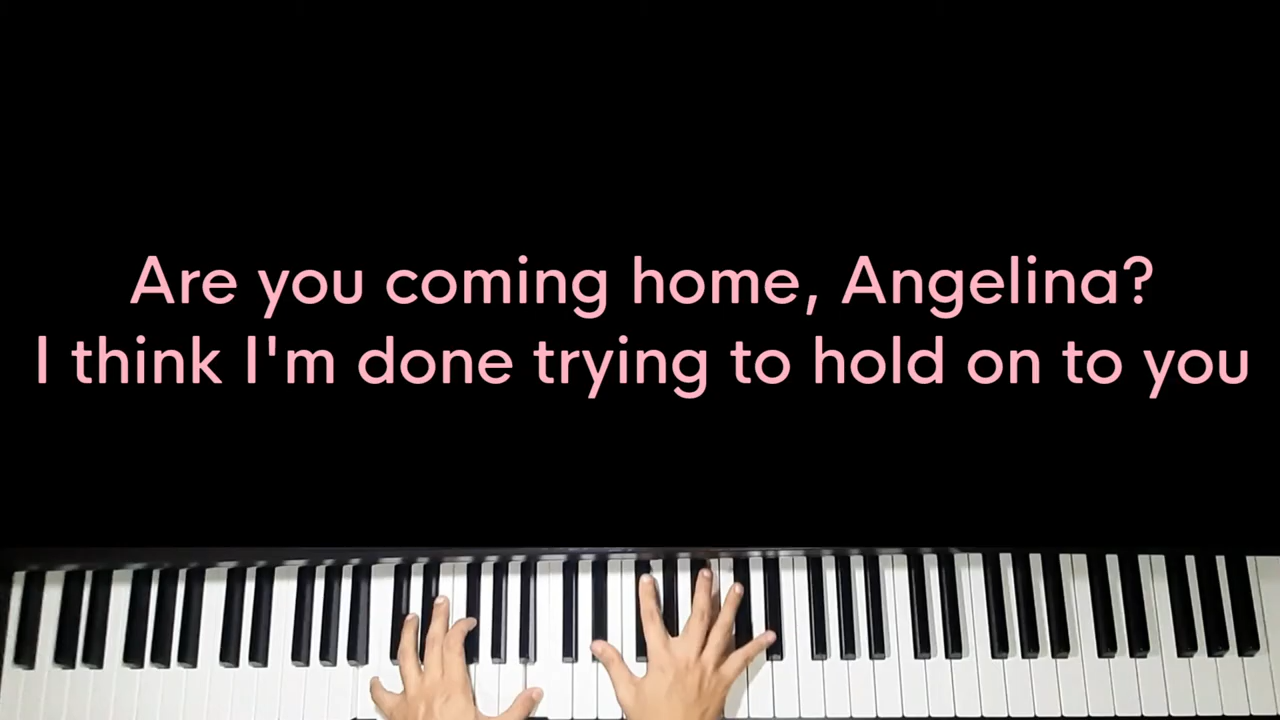 Are you coming home, Angelina?
I think I'm done trying to hold on to you